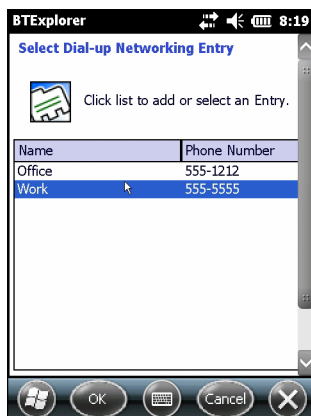 BTExplorer 8:19
Select Dial-up Networking Entry
Click list to add or select an Entry.
Name Phone Number
Office 555-1212
Work 555-5555
OK Cancel